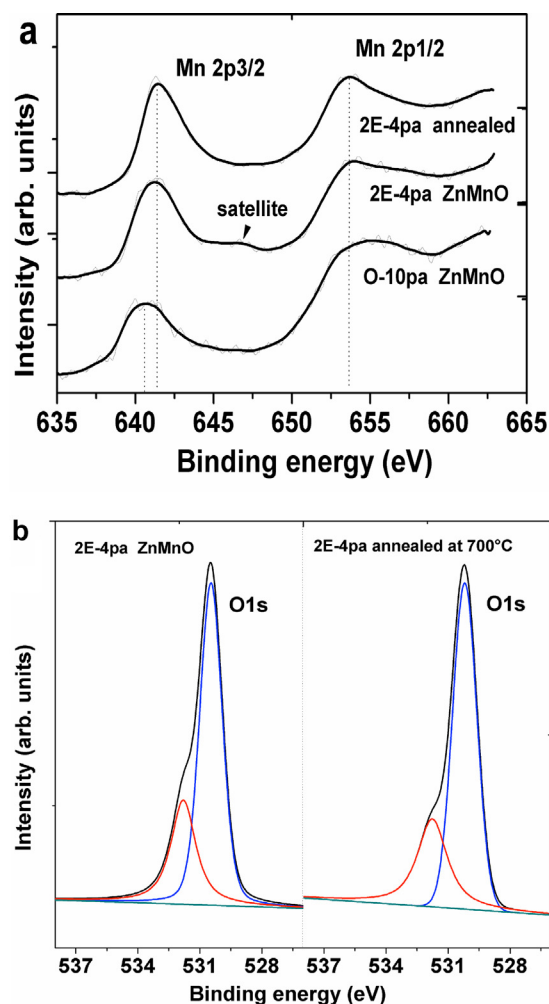 a
Mn 2p3/2
Mn 2p1/2
2E-4pa annealed
2E-4pa ZnMnO
satellite
O-10pa ZnMnO
Intensity (arb. units)
635 640 645 650 655 660 665
Binding energy (eV)
b
2E-4pa ZnMnO
2E-4pa annealed at 700°C
O1s
O1s
Intensity (arb. units)
537 534 531 528 537 534 531 528
Binding energy (eV)